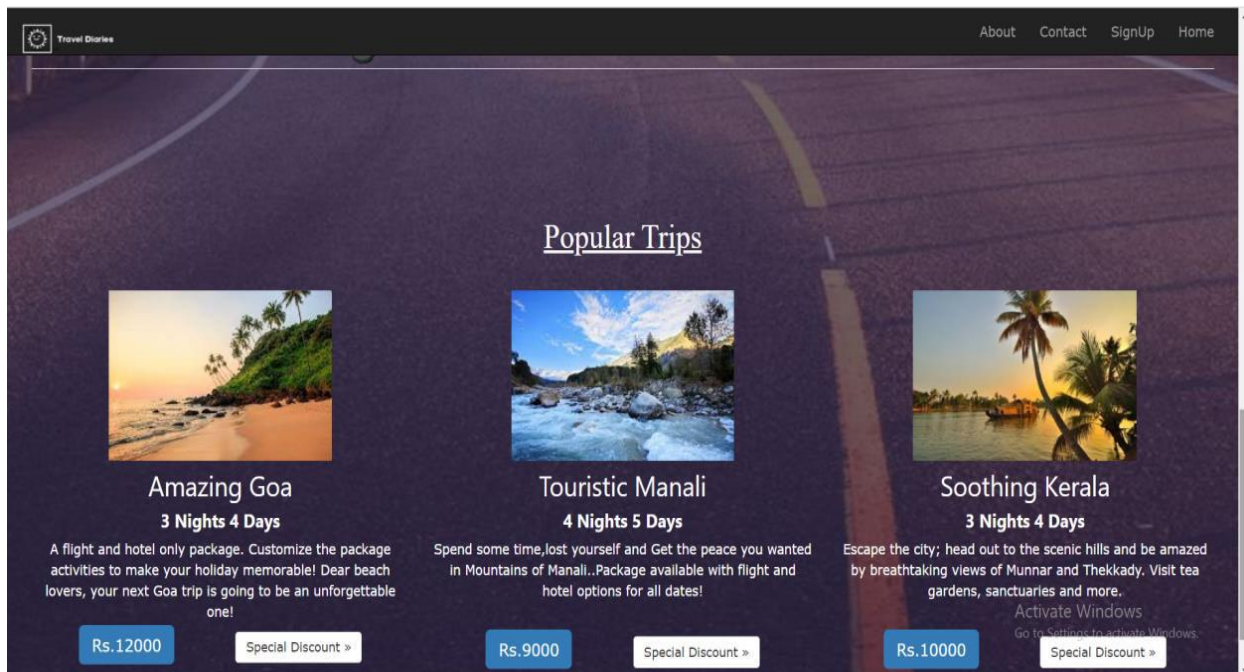 Travel Diaries
About Contact SignUp Home
Popular Trips
Amazing Goa
3 Nights 4 Days
A flight and hotel only package. Customize the package
activities to make your holiday memorable! Dear beach
lovers, your next Goa trip is going to be an unforgettable
one!
Rs.12000
Special Discount »
Touristic Manali
4 Nights 5 Days
Spend some time,lost yourself and Get the peace you wanted
in Mountains of Manali..Package available with flight and
hotel options for all dates!
Rs.9000
Special Discount »
Soothing Kerala
3 Nights 4 Days
Escape the city; head out to the scenic hills and be amazed
by breathtaking views of Munnar and Thekkady. Visit tea
gardens, sanctuaries and more.
Rs.10000
Special Discount »
Activate Windows
Go to Settings to activate Windows.